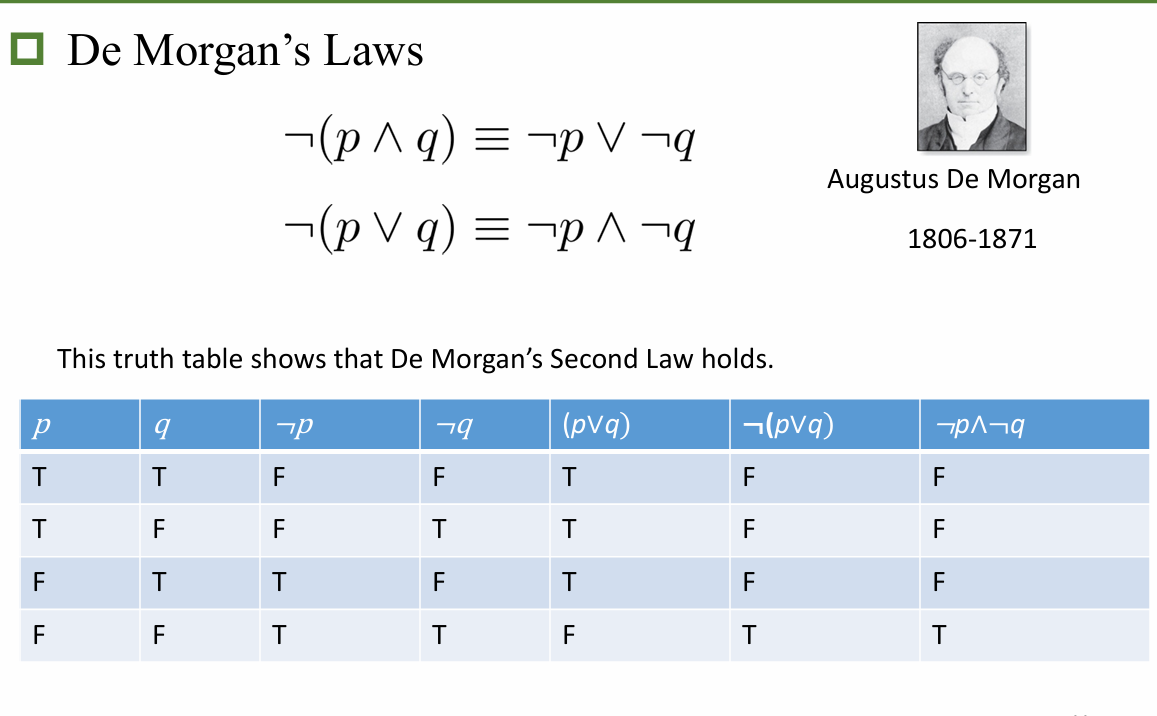 De Morgan’s Laws
¬(p ∧ q) ≡ ¬p ∨ ¬q
¬(p ∨ q) ≡ ¬p ∧ ¬q
Augustus De Morgan
1806-1871
This truth table shows that De Morgan’s Second Law holds.
p q ¬p ¬q (p∨q) ¬(p∨q) ¬p∧¬q
T T F F T F F
T F F T T F F
F T T F T F F
F F T T F T T